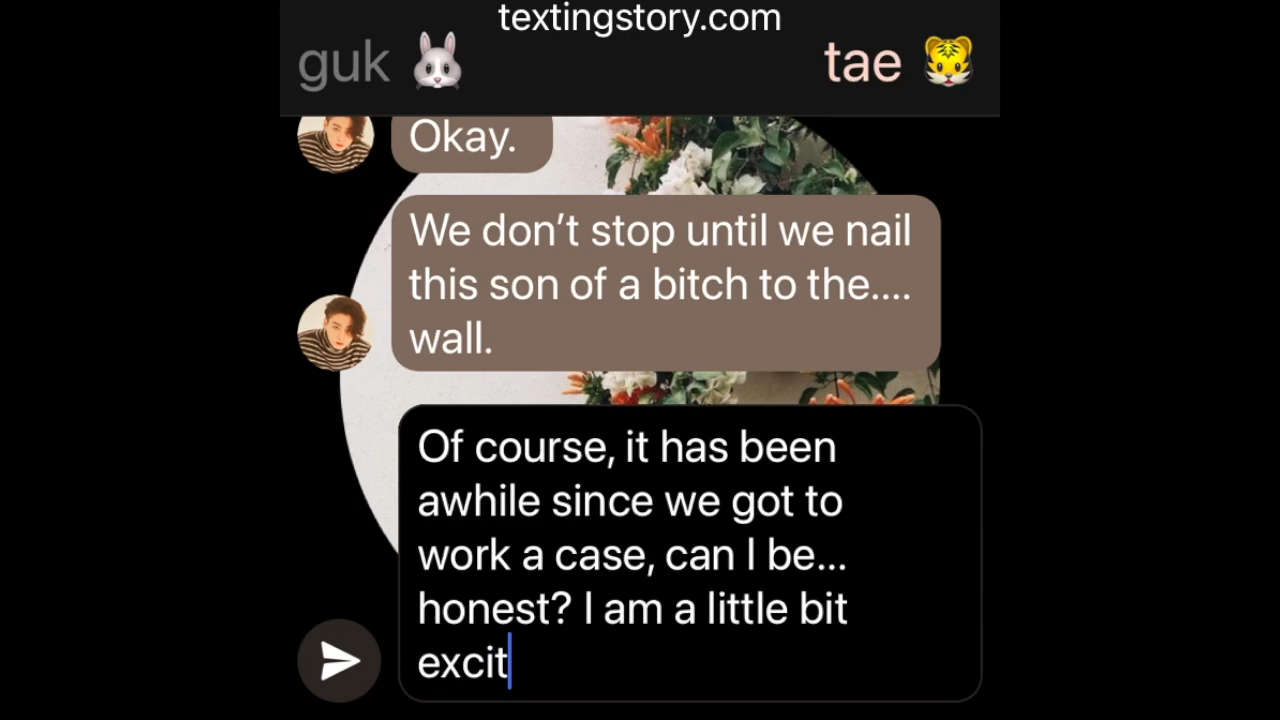 textingstory.com
guk 🐰 tae 🐯
Okay.
We don’t stop until we nail
this son of a bitch to the....
wall.
Of course, it has been
awhile since we got to
work a case, can I be...
honest? I am a little bit
excit